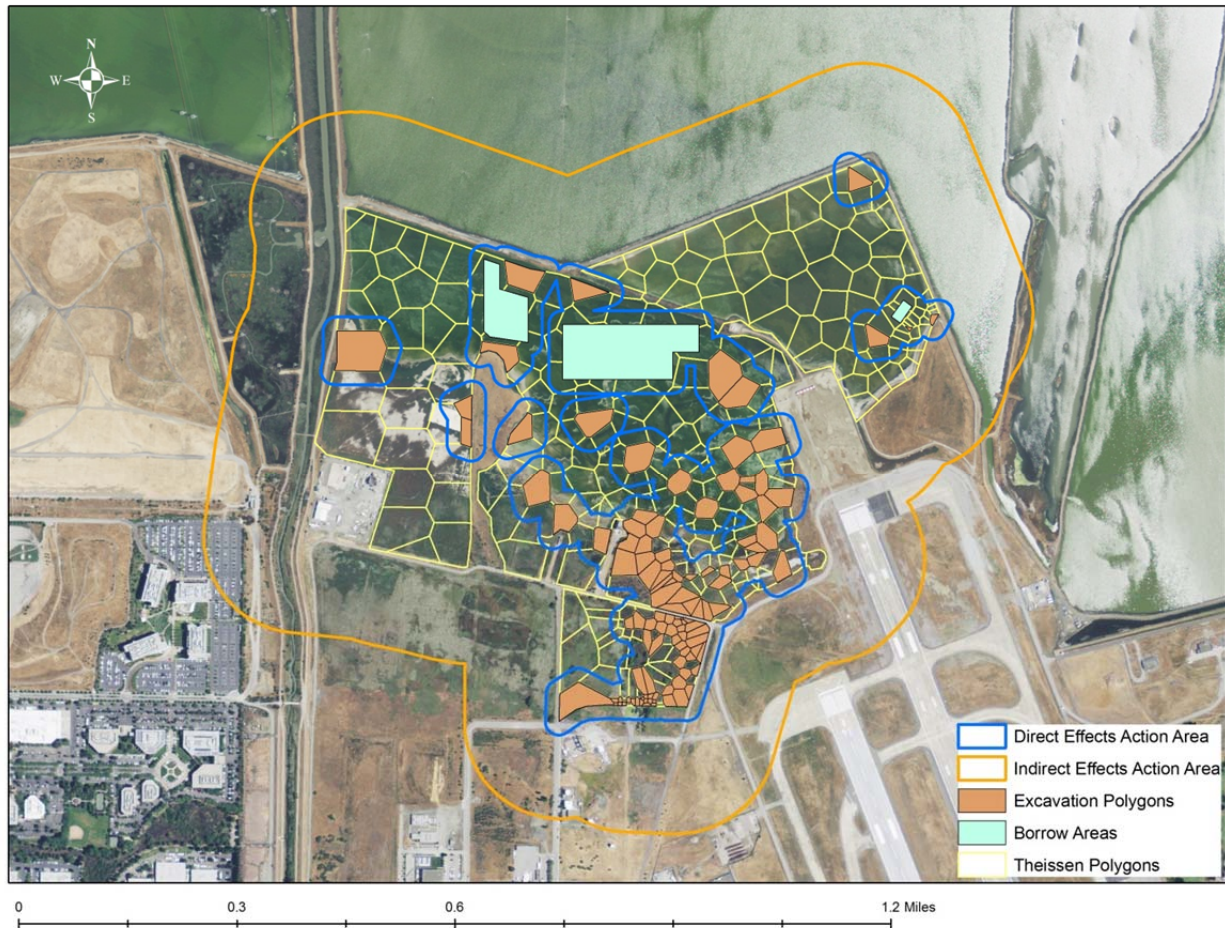 N
W E
S
Direct Effects Action Area
Indirect Effects Action Area
Excavation Polygons
Borrow Areas
Theissen Polygons
0 0.3 0.6 1.2 Miles